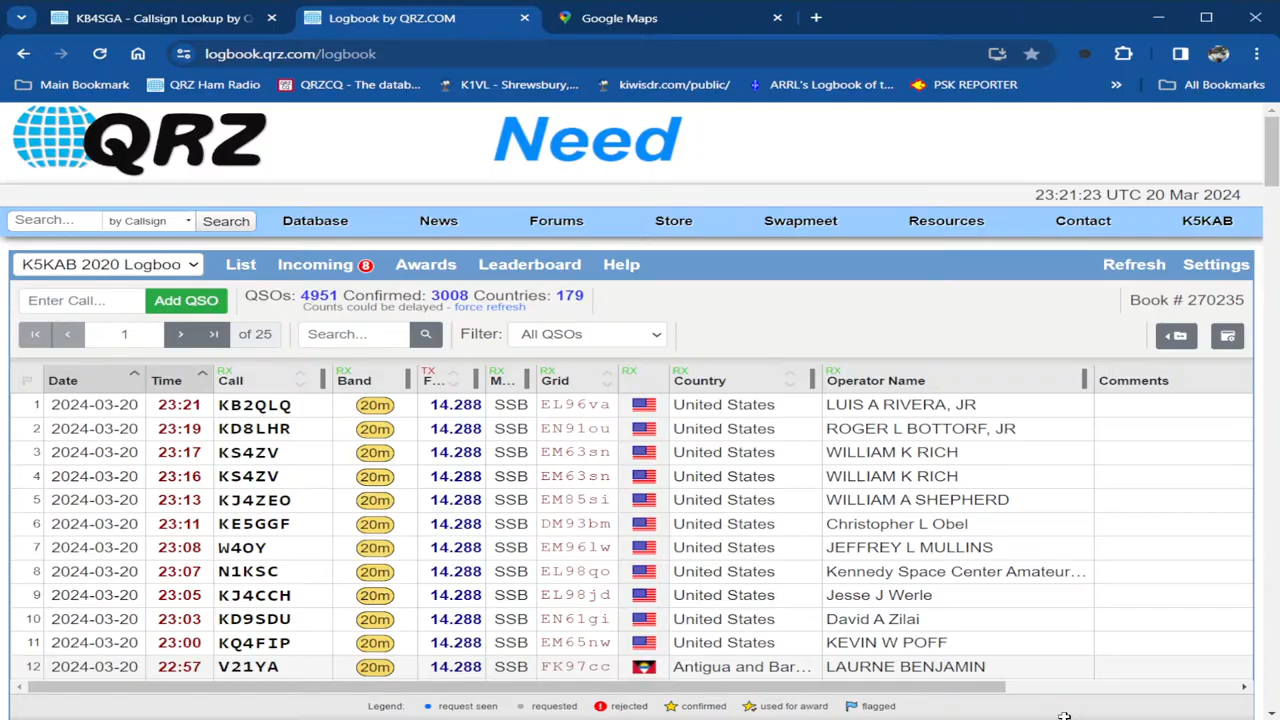 KB4SGA - Callsign Lookup by Q
Logbook by QRZ.COM
Google Maps
logbook.qrz.com/logbook
Main Bookmark
QRZ Ham Radio
QRZCQ - The datab...
K1VL – Shrewsbury,...
kiwisdr.com/public/
ARRL's Logbook of t...
PSK REPORTER
All Bookmarks
QRZ
Need
23:21:23 UTC 20 Mar 2024
Search... by Callsign Search Database News Forums Store Swapmeet Resources Contact K5KAB
K5KAB 2020 Logboo List Incoming 8 Awards Leaderboard Help Refresh Settings
Enter Call... Add QSO QSOs: 4951 Confirmed: 3008 Countries: 179
Counts could be delayed - force refresh
Book # 270235
1 of 25 Search... Filter: All QSOs
RX RX TX RX RX RX RX RX
Date Time Call Band F... M... Grid Country Operator Name Comments
1 2024-03-20 23:21 KB2QLQ 20m 14.288 SSB EL96va United States LUIS A RIVERA, JR
2 2024-03-20 23:19 KD8LHR 20m 14.288 SSB EN91ou United States ROGER L BOTTORF, JR
3 2024-03-20 23:17 KS4ZV 20m 14.288 SSB EM63sn United States WILLIAM K RICH
4 2024-03-20 23:16 KS4ZV 20m 14.288 SSB EM63sn United States WILLIAM K RICH
5 2024-03-20 23:13 KJ4ZEO 20m 14.288 SSB EM85si United States WILLIAM A SHEPHERD
6 2024-03-20 23:11 KE5GGF 20m 14.288 SSB DM93bm United States Christopher L Obel
7 2024-03-20 23:08 W4OY 20m 14.288 SSB EM96lw United States JEFFREY L MULLINS
8 2024-03-20 23:07 N1KSC 20m 14.288 SSB EL98qo United States Kennedy Space Center Amateur...
9 2024-03-20 23:05 KJ4CCH 20m 14.288 SSB EL98jd United States Jesse J Werle
10 2024-03-20 23:03 KD9SDU 20m 14.288 SSB EN61gi United States David A Zilai
11 2024-03-20 23:00 KQ4FIP 20m 14.288 SSB EM65nw United States KEVIN W POFF
12 2024-03-20 22:57 V21YA 20m 14.288 SSB FK97cc Antigua and Bar... LAURNE BENJAMIN
Legend: request seen requested rejected confirmed used for award flagged